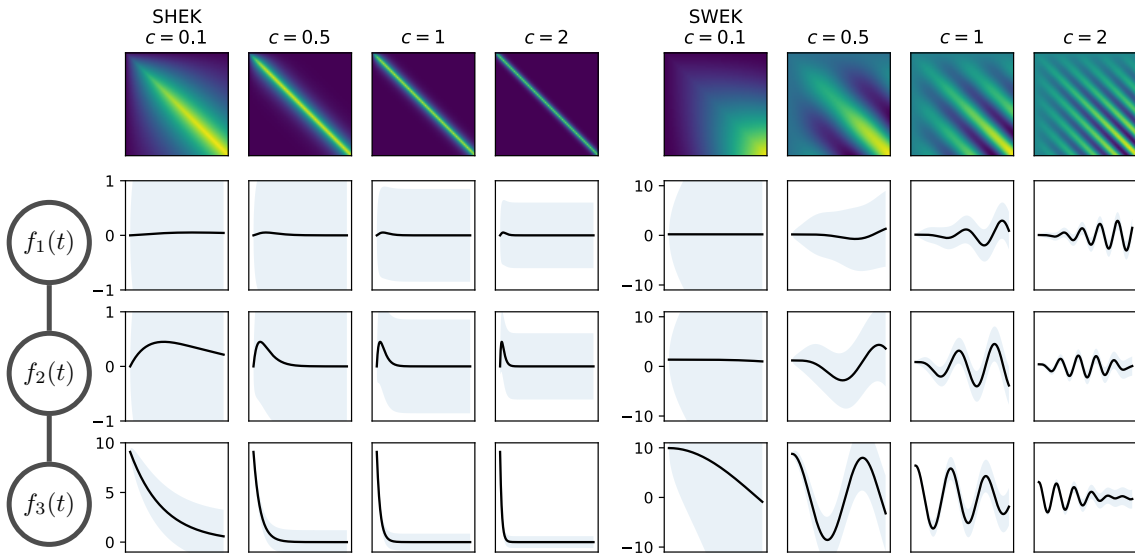 SHEK
c = 0.1
c = 0.5
c = 1
c = 2
SWEK
c = 0.1
c = 0.5
c = 1
c = 2
f₁(t)
1
0
−1
10
0
−10
f₂(t)
1
0
−1
10
0
−10
f₃(t)
10
5
0
10
0
−10